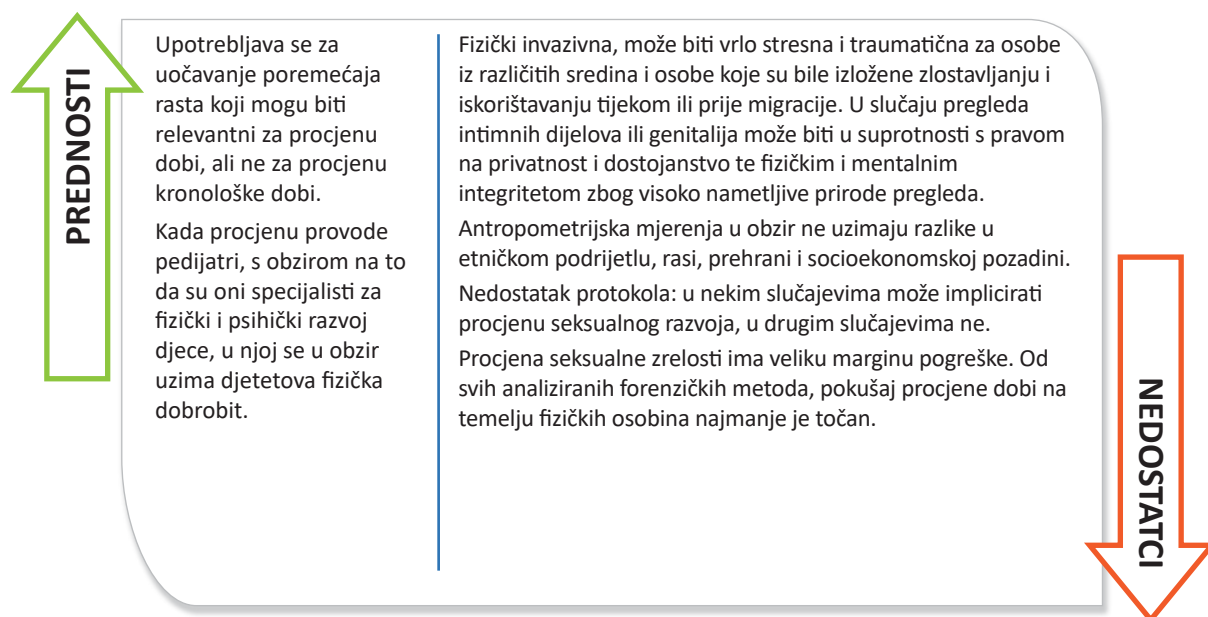 PREDNOSTI
Upotrebljava se za
uočavanje poremećaja
rasta koji mogu biti
relevantni za procjenu
dobi, ali ne za procjenu
kronološke dobi.
Kada procjenu provode
pedijatri, s obzirom na to
da su oni specijalisti za
fizički i psihički razvoj
djece, u njoj se u obzir
uzima djetetova fizička
dobrobit.
Fizički invazivna, može biti vrlo stresna i traumatična za osobe
iz različitih sredina i osobe koje su bile izložene zlostavljanju i
iskorištavanju tijekom ili prije migracije. U slučaju pregleda
intimnih dijelova ili genitalija može biti u suprotnosti s pravom
na privatnost i dostojanstvo te fizičkim i mentalnim
integritetom zbog visoko nametljive prirode pregleda.
Antropometrijska mjerenja u obzir ne uzimaju razlike u
etničkom podrijetlu, rasi, prehrani i socioekonomskoj pozadini.
Nedostatak protokola: u nekim slučajevima može implicirati
procjenu seksualnog razvoja, u drugim slučajevima ne.
Procjena seksualne zrelosti ima veliku marginu pogreške. Od
svih analiziranih forenzičkih metoda, pokušaj procjene dobi na
temelju fizičkih osobina najmanje je točan.
NEDOSTATCI